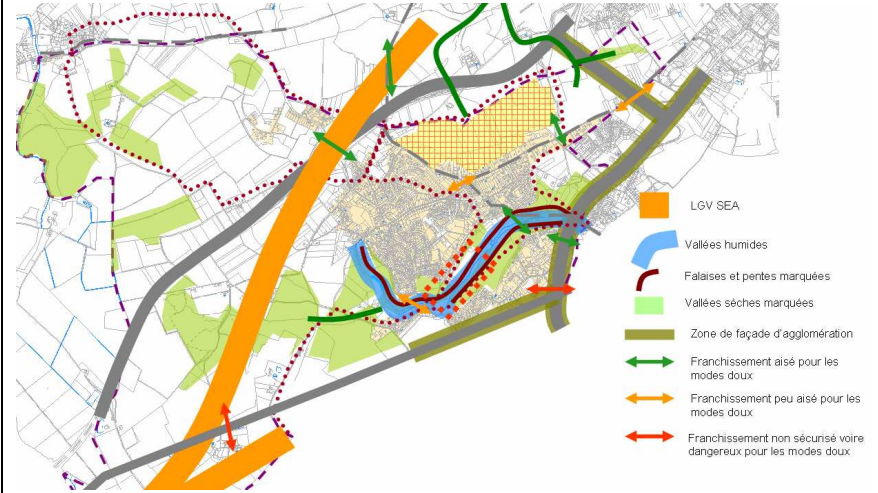 LGV SEA
Vallées humides
Falaises et pentes marquées
Vallées sèches marquées
Zone de façade d'agglomération
Franchissement aisé pour les
modes doux
Franchissement peu aisé pour les
modes doux
Franchissement non sécurisé voire
dangereux pour les modes doux